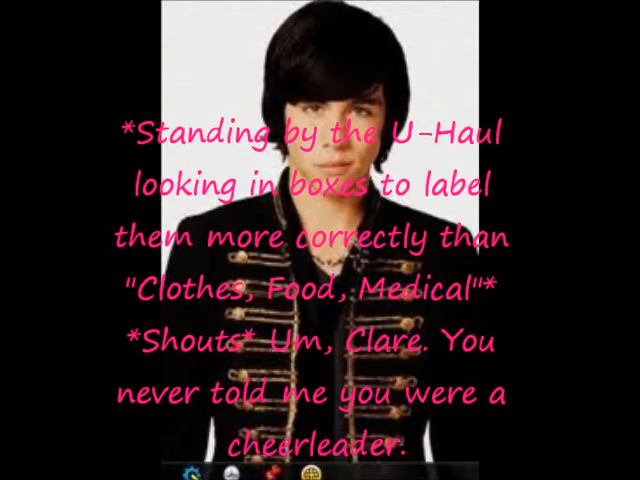 *Standing by the U-Haul
looking in boxes to label
them more correctly than
"Clothes, Food, Medical"*
*Shouts* Um, Clare. You
never told me you were a
cheerleader.